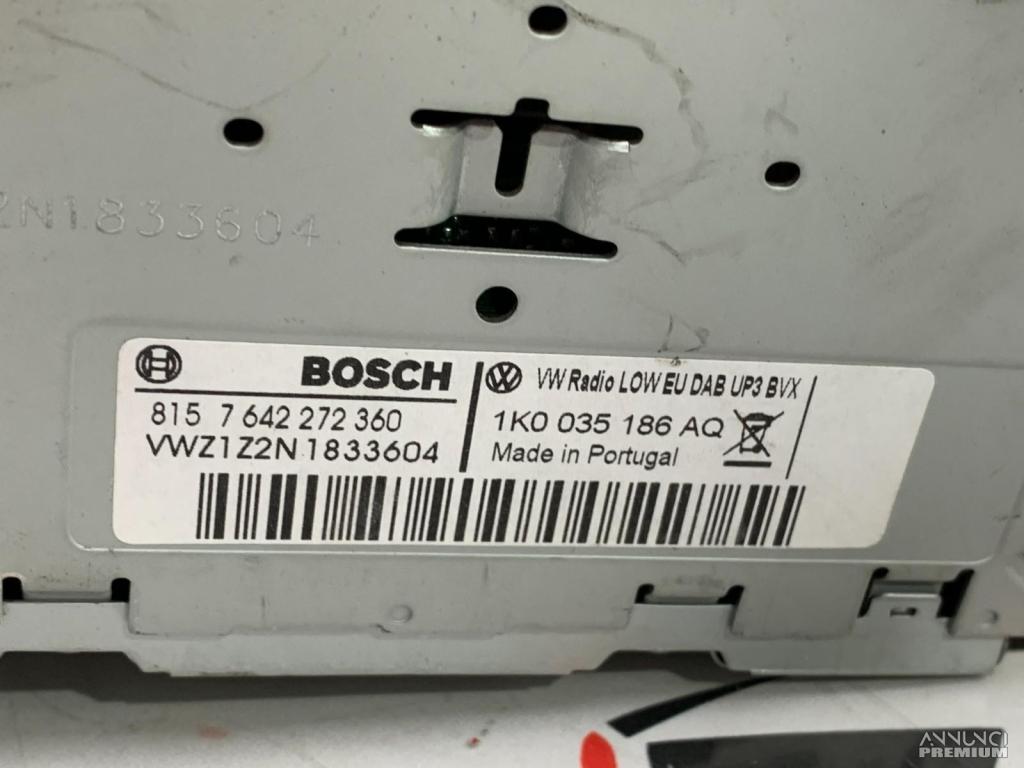 2N1833604
BOSCH
815 7 642 272 360
VWZ1Z2N1833604
VW Radio LOW EU DAB UP3 BVX
1K0 035 186 AQ
Made in Portugal
ANNUNCI
PREMIUM